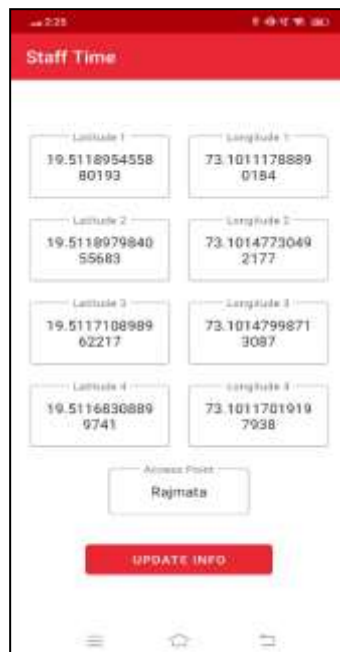 2:25
Staff Time
Latitude 1
19.5118954558
80193
Longitude 1
73.1011178889
0184
Latitude 2
19.5118979840
55683
Longitude 2
73.1014773049
2177
Latitude 3
19.5117108989
62217
Longitude 3
73.1014799871
3087
Latitude 4
19.5116830889
9741
Longitude 4
73.1011701919
7938
Access Point
Rajmata
UPDATE INFO